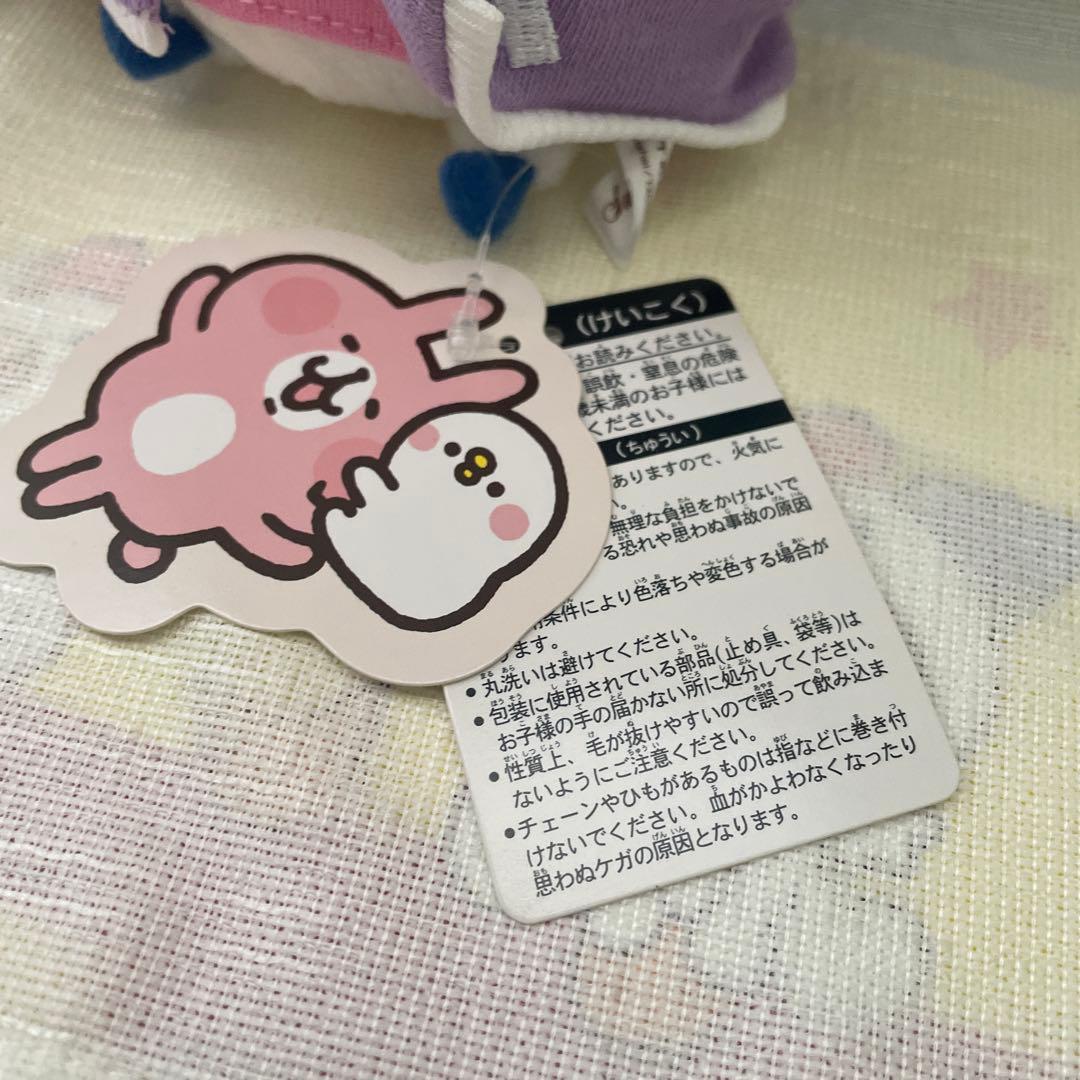 (けいこく)
お読みください。
誤飲・窒息の危険
歳未満のお子様には
ください。
(ちゅうい)
ありますので、火気に
い。
無理な負担をかけないで
る恐れや思わぬ事故の原因
用条件により色落ちや変色する場合が
ります。
●丸洗いは避けてください。
●包装に使用されている部品(止め具、袋等)は
お子様の手の届かない所に処分してください。
●性質上、毛が抜けやすいので誤って飲み込ま
ないようにご注意ください。
●チェーンやひもがあるものは指などに巻き付
けないでください。血がかよわなくなったり
思わぬケガの原因となります。